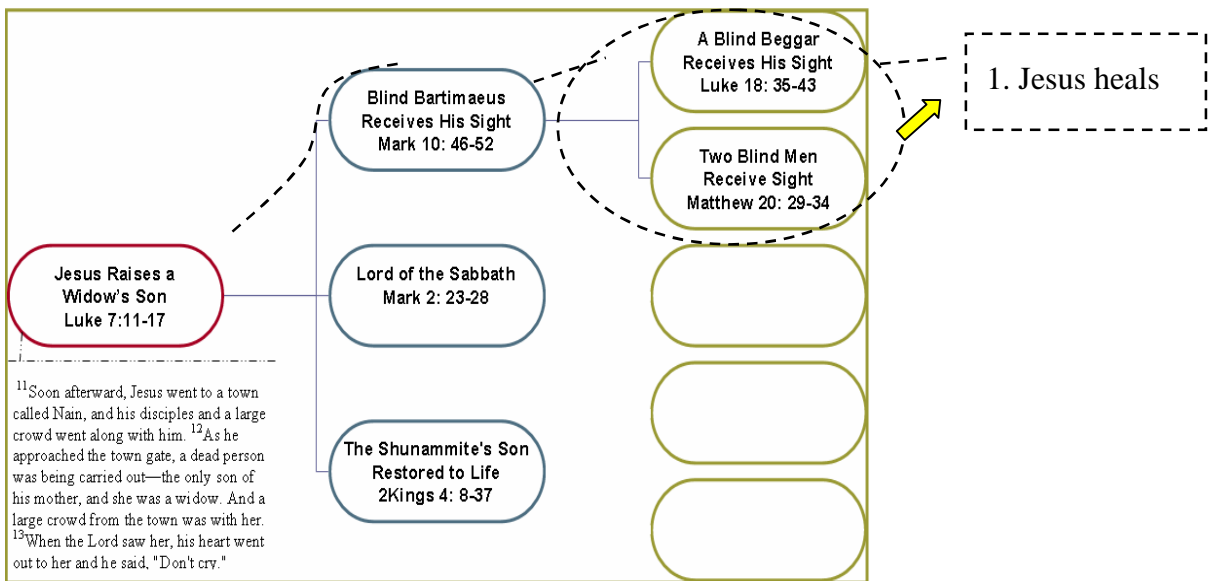 A Blind Beggar
Receives His Sight
Luke 18: 35-43
1. Jesus heals
Blind Bartimaeus
Receives His Sight
Mark 10: 46-52
Two Blind Men
Receive Sight
Matthew 20: 29-34
Jesus Raises a
Widow's Son
Luke 7:11-17
Lord of the Sabbath
Mark 2: 23-28
The Shunammite's Son
Restored to Life
2Kings 4: 8-37
11Soon afterward, Jesus went to a town
called Nain, and his disciples and a large
crowd went along with him. 12As he
approached the town gate, a dead person
was being carried out—the only son of
his mother, and she was a widow. And a
large crowd from the town was with her.
13When the Lord saw her, his heart went
out to her and he said, "Don't cry."